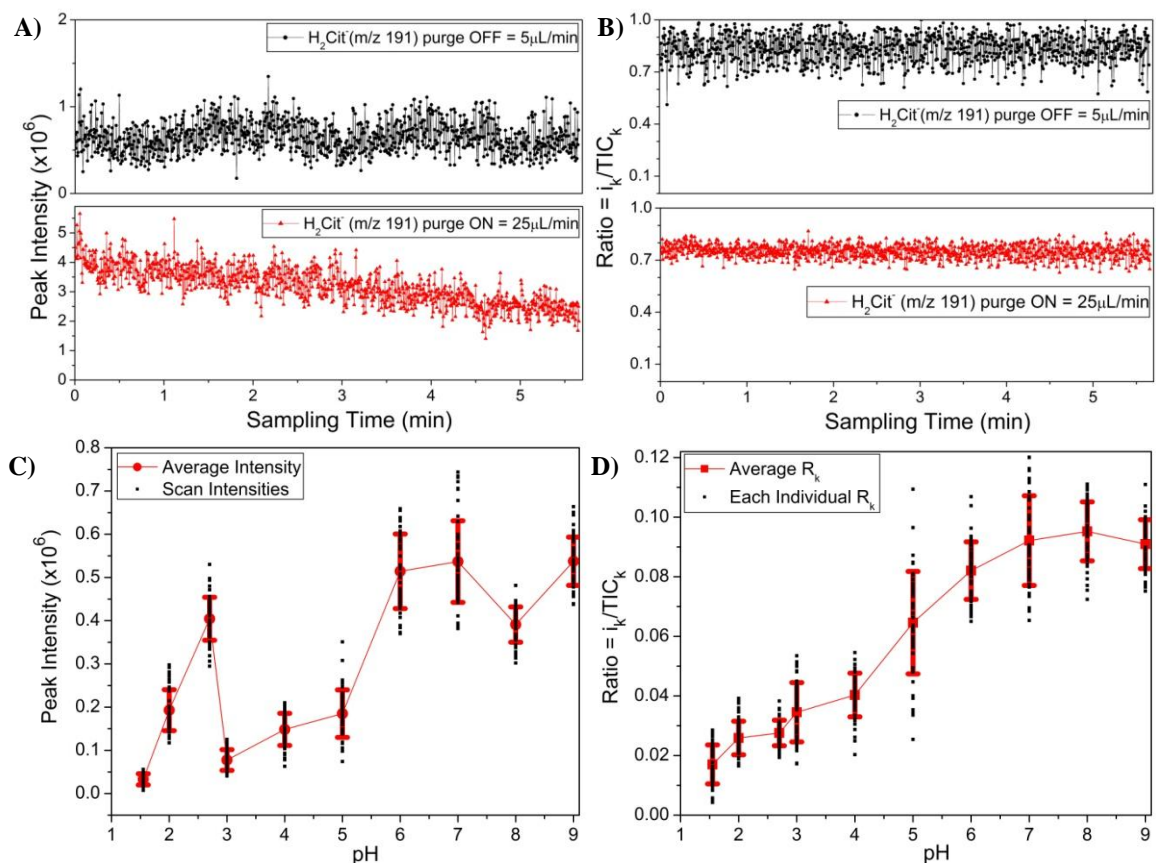 A)
2
1
0
H₂Cit⁻(m/z 191) purge OFF = 5μL/min
5
4
3
2
1
0
H₂Cit⁻ (m/z 191) purge ON = 25μL/min
Peak Intensity (x10⁶)
0 1 2 3 4 5
Sampling Time (min)
B)
1.0
0.7
0.4
0.1
H₂Cit⁻(m/z 191) purge OFF = 5μL/min
1.0
0.7
0.4
0.1
H₂Cit⁻ (m/z 191) purge ON = 25μL/min
Ratio = iₖ/TICₖ
0 1 2 3 4 5
Sampling Time (min)
C)
0.8
0.7
0.6
0.5
0.4
0.3
0.2
0.1
0.0
Average Intensity
Scan Intensities
Peak Intensity (x10⁶)
1 2 3 4 5 6 7 8 9
pH
D)
0.12
0.10
0.08
0.06
0.04
0.02
0.00
Average Rₖ
Each Individual Rₖ
Ratio = iₖ/TICₖ
1 2 3 4 5 6 7 8 9
pH